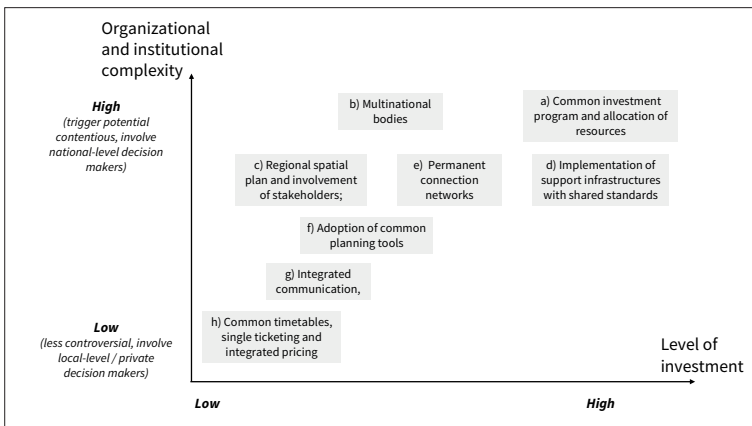 Organizational
and institutional
complexity
High
(trigger potential
contentious, involve
national-level decision
makers)
b) Multinational
bodies
a) Common investment
program and allocation of
resources
c) Regional spatial
plan and involvement
of stakeholders;
e) Permanent
connection
networks
d) Implementation of
support infrastructures
with shared standards
f) Adoption of common
planning tools
g) Integrated
communication,
Low
(less controversial, involve
local-level / private
decision makers)
h) Common timetables,
single ticketing and
integrated pricing
Level of
investment
Low
High